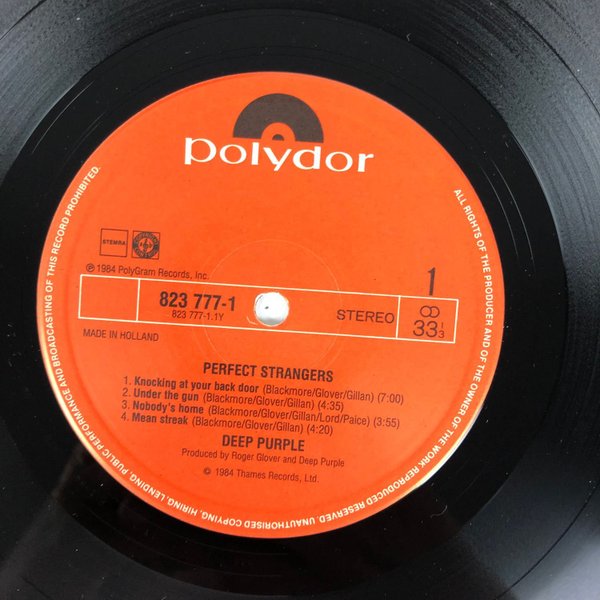 polydor
STEMRA
℗ 1984 PolyGram Records, Inc.
1
823 777-1
823 777-1.1Y
STEREO
33 1/3
MADE IN HOLLAND
PERFECT STRANGERS
1. Knocking at your back door (Blackmore/Glover/Gillan) (7:00)
2. Under the gun (Blackmore/Glover/Gillan) (4:35)
3. Nobody's home (Blackmore/Glover/Gillan/Lord/Paice) (3:55)
4. Mean streak (Blackmore/Glover/Gillan) (4:20)
DEEP PURPLE
Produced by Roger Glover and Deep Purple
© 1984 Thames Records, Ltd.
ALL RIGHTS OF THE PRODUCER AND OF THE OWNER OF THE WORK REPRODUCED RESERVED. UNAUTHORISED COPYING, HIRING, LENDING, PUBLIC PERFORMANCE AND BROADCASTING OF THIS RECORD PROHIBITED.